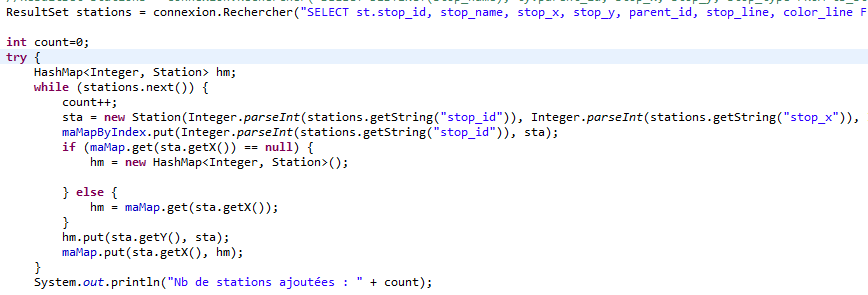 ResultSet stations = connexion.Rechercher("SELECT st.stop_id, stop_name, stop_x, stop_y, parent_id, stop_line, color_line F
int count=0;
try {
HashMap<Integer, Station> hm;
while (stations.next()) {
count++;
sta = new Station(Integer.parseInt(stations.getString("stop_id")), Integer.parseInt(stations.getString("stop_x")),
maMapByIndex.put(Integer.parseInt(stations.getString("stop_id")), sta);
if (maMap.get(sta.getX()) == null) {
hm = new HashMap<Integer, Station>();
} else {
hm = maMap.get(sta.getX());
}
hm.put(sta.getY(), sta);
maMap.put(sta.getX(), hm);
}
System.out.println("Nb de stations ajoutées : " + count);